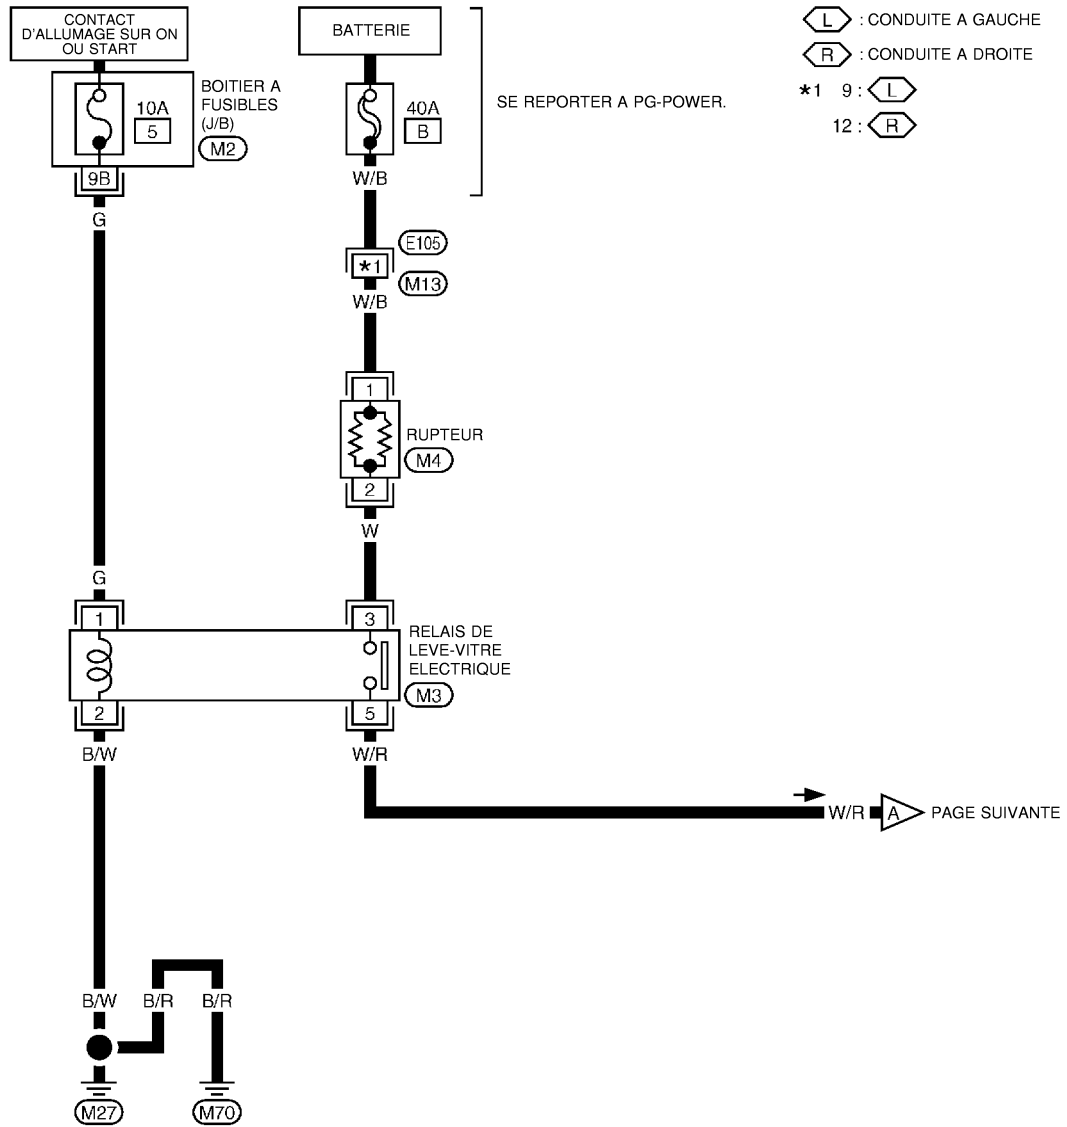 CONTACT
D'ALLUMAGE SUR ON
OU START
BATTERIE
L : CONDUITE A GAUCHE
R : CONDUITE A DROITE
*1 9 : L
12 : R
10A
5
BOITIER A
FUSIBLES
(J/B)
M2
40A
B
SE REPORTER A PG-POWER.
9B
W/B
G
E105
*1
M13
W/B
1
RUPTEUR
M4
2
W
G
1
3
RELAIS DE
LEVE-VITRE
ELECTRIQUE
M3
2
5
B/W
W/R
W/R
A
PAGE SUIVANTE
B/W
B/R
B/R
M27
M70